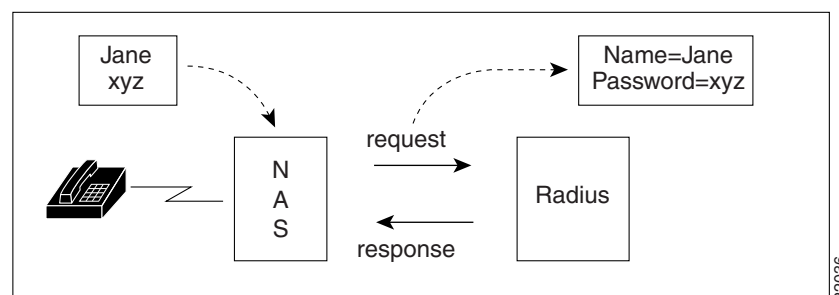 Jane
xyz
Name=Jane
Password=xyz
request
N
A
S
Radius
response